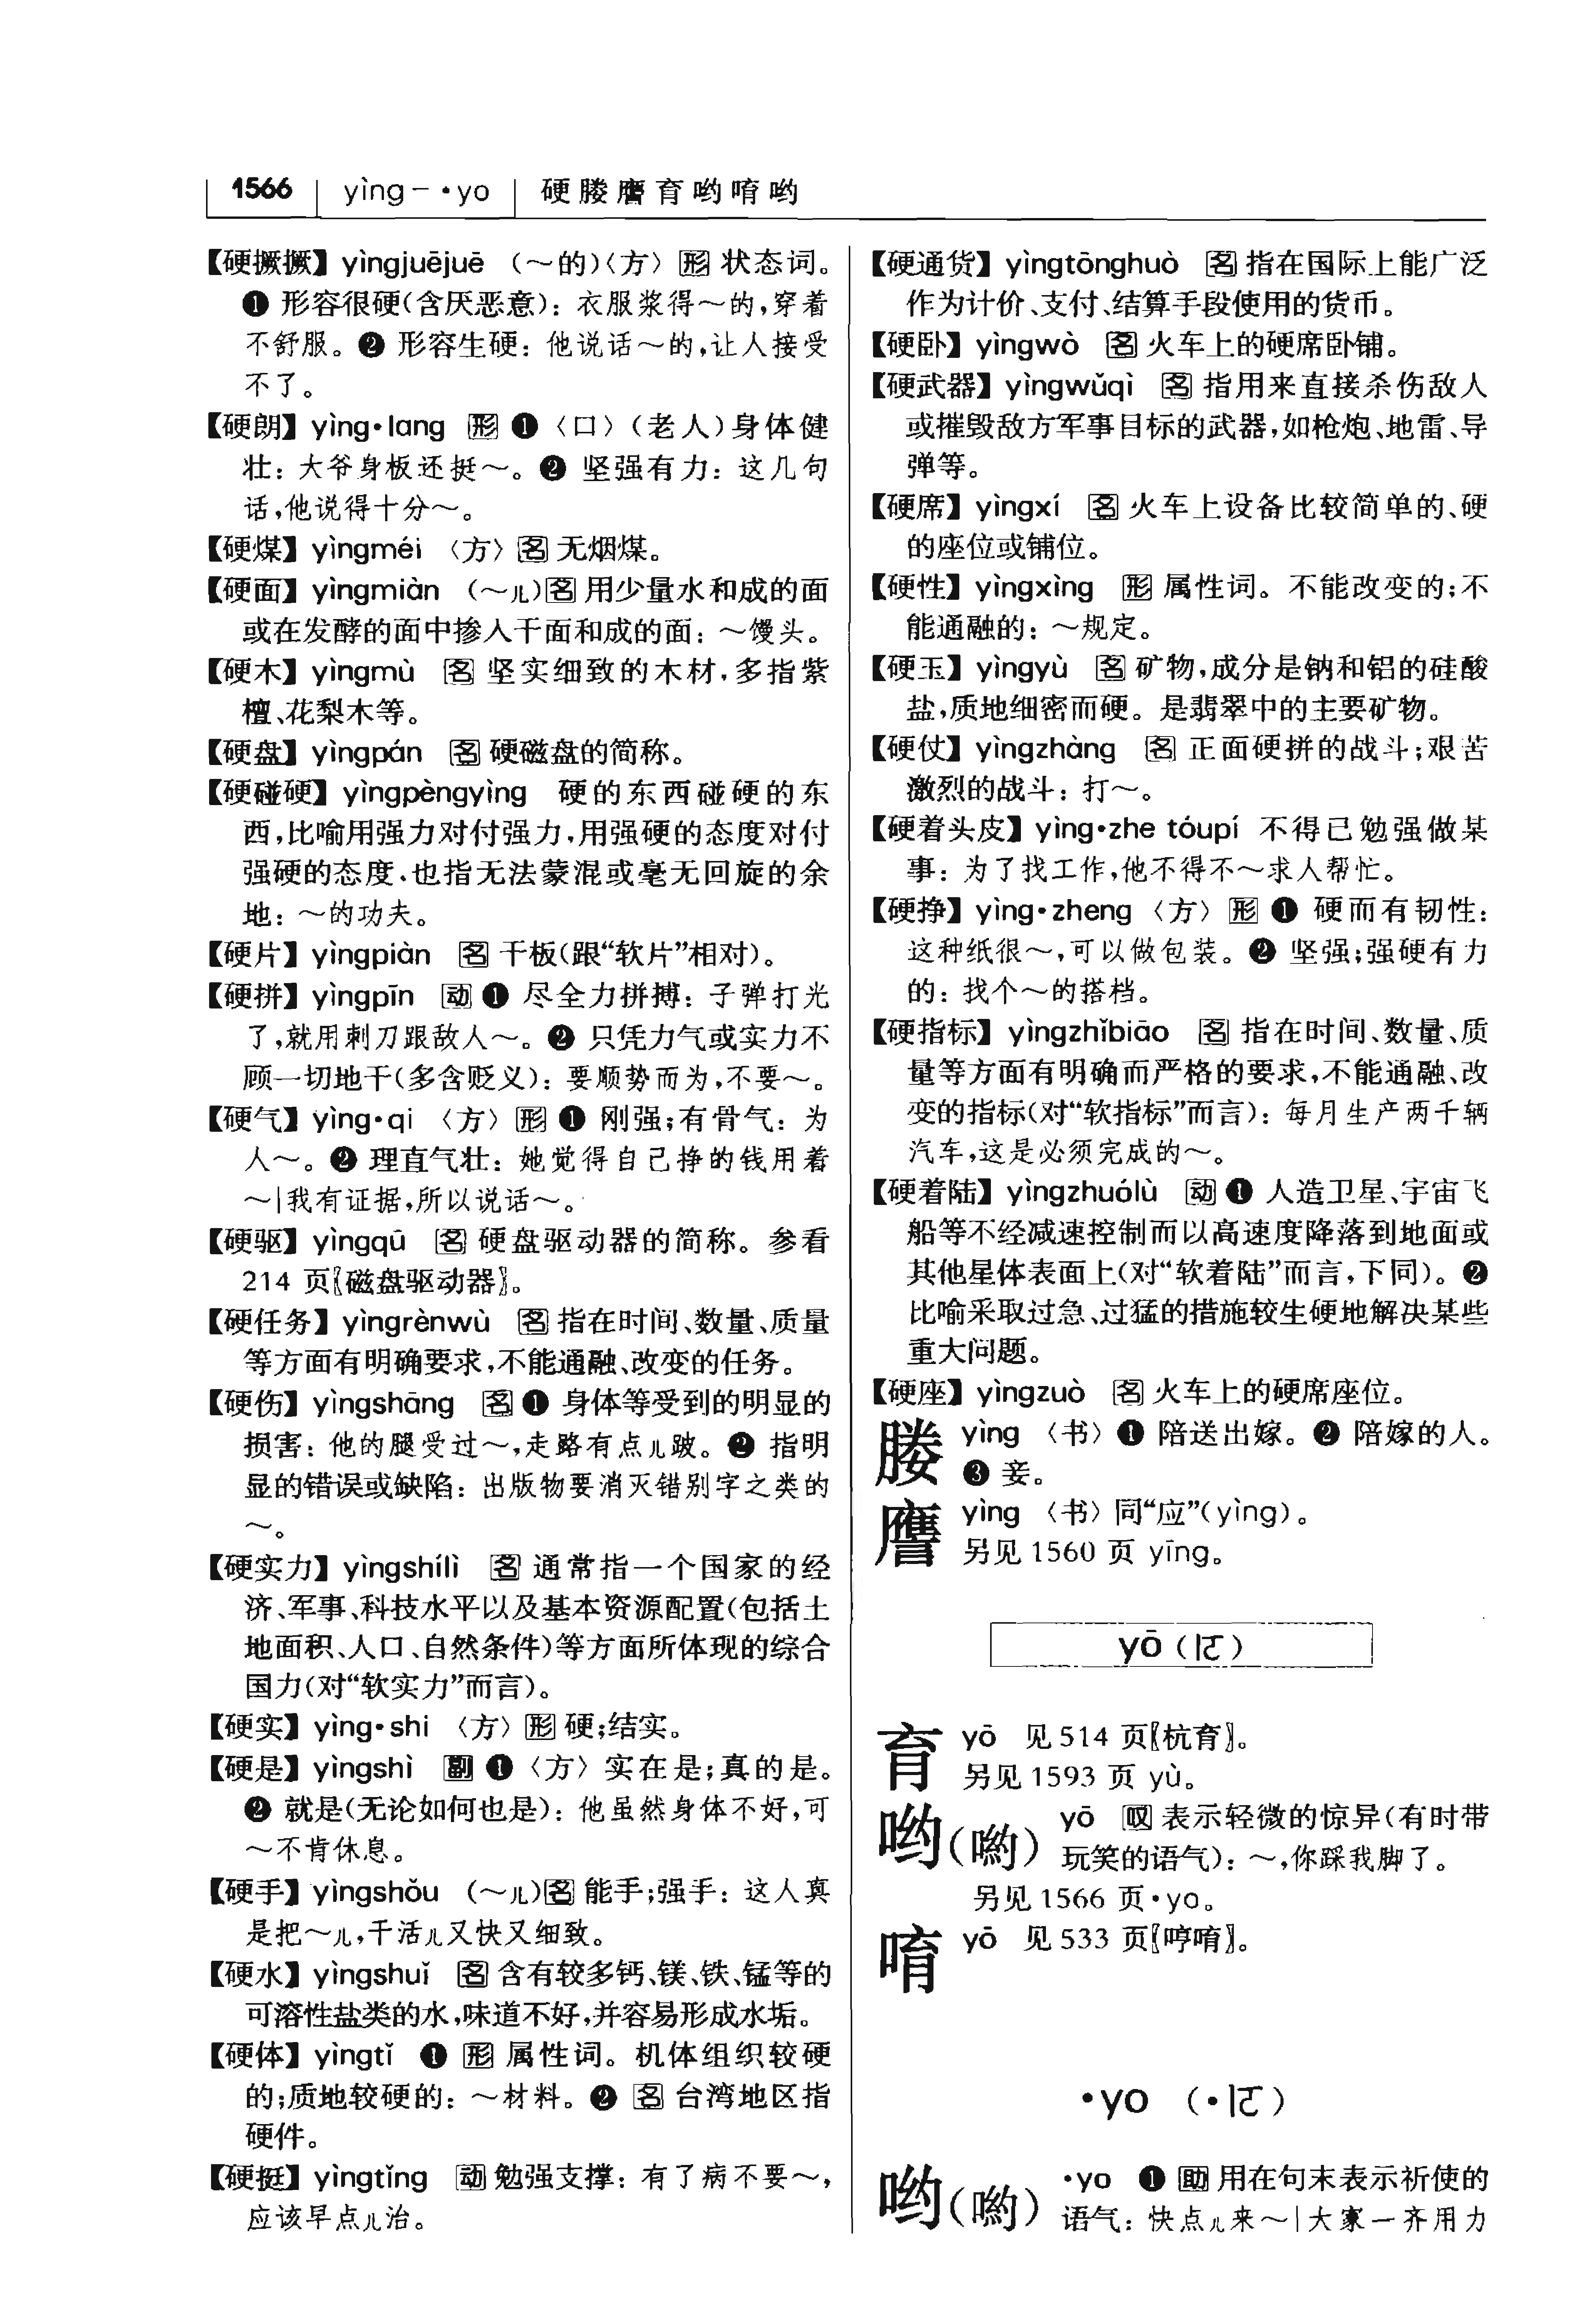 1566 yìng－·yo 硬媵膺育哟唷哟
【硬撅撅】yìngjuējuē （～的）〈方〉形 状态词。
❶ 形容很硬(含厌恶意)：衣服浆得～的，穿着
不舒服。❷ 形容生硬：他说话～的，让人接受
不了。
【硬朗】yìng·lang 形 ❶〈口〉（老人）身体健
壮：大爷身板还挺～。❷ 坚强有力：这几句
话，他说得十分～。
【硬煤】yìngméi 〈方〉名 无烟煤。
【硬面】yìngmiàn （～儿）名 用少量水和成的面
或在发酵的面中掺入干面和成的面：～馒头。
【硬木】yìngmù 名 坚实细致的木材，多指紫
檀、花梨木等。
【硬盘】yìngpán 名 硬磁盘的简称。
【硬碰硬】yìngpèngyìng 硬的东西碰硬的东
西，比喻用强力对付强力，用强硬的态度对付
强硬的态度，也指无法蒙混或毫无回旋的余
地：～的功夫。
【硬片】yìngpiàn 名 干板(跟“软片”相对)。
【硬拼】yìngpīn 动 ❶ 尽全力拼搏：子弹打光
了，就用刺刀跟敌人～。❷ 只凭力气或实力不
顾一切地干(多含贬义)：要顺势而为，不要～。
【硬气】yìng·qi 〈方〉形 ❶ 刚强；有骨气：为
人～。❷ 理直气壮：她觉得自己挣的钱用着
～|我有证据，所以说话～。
【硬驱】yìngqū 名 硬盘驱动器的简称。参看
214 页〖磁盘驱动器〗。
【硬任务】yìngrènwù 名 指在时间、数量、质量
等方面有明确要求，不能通融、改变的任务。
【硬伤】yìngshāng 名 ❶ 身体等受到的明显的
损害：他的腿受过～，走路有点儿跛。❷ 指明
显的错误或缺陷：出版物要消灭错别字之类的
～。
【硬实力】yìngshílì 名 通常指一个国家的经
济、军事、科技水平以及基本资源配置(包括土
地面积、人口、自然条件)等方面所体现的综合
国力(对“软实力”而言)。
【硬实】yìng·shi 〈方〉形 硬；结实。
【硬是】yìngshì 副 ❶〈方〉实在是；真的是。
❷ 就是(无论如何也是)：他虽然身体不好，可
～不肯休息。
【硬手】yìngshǒu （～儿）名 能手；强手：这人真
是把～儿，干活儿又快又细致。
【硬水】yìngshuǐ 名 含有较多钙、镁、铁、锰等的
可溶性盐类的水，味道不好，并容易形成水垢。
【硬体】yìngtǐ ❶ 形 属性词。机体组织较硬
的；质地较硬的：～材料。❷ 名 台湾地区指
硬件。
【硬挺】yìngtǐng 动 勉强支撑：有了病不要～，
应该早点儿治。
【硬通货】yìngtōnghuò 名 指在国际上能广泛
作为计价、支付、结算手段使用的货币。
【硬卧】yìngwò 名 火车上的硬席卧铺。
【硬武器】yìngwǔqì 名 指用来直接杀伤敌人
或摧毁敌方军事目标的武器，如枪炮、地雷、导
弹等。
【硬席】yìngxí 名 火车上设备比较简单的、硬
的座位或铺位。
【硬性】yìngxìng 形 属性词。不能改变的；不
能通融的：～规定。
【硬玉】yìngyù 名 矿物，成分是钠和铝的硅酸
盐，质地细密而硬。是翡翠中的主要矿物。
【硬仗】yìngzhàng 名 正面硬拼的战斗；艰苦
激烈的战斗：打～。
【硬着头皮】yìng·zhe tóupí 不得已勉强做某
事：为了找工作，他不得不～求人帮忙。
【硬挣】yìng·zheng 〈方〉形 ❶ 硬而有韧性：
这种纸很～，可以做包装。❷ 坚强；强硬有力
的：找个～的搭档。
【硬指标】yìngzhǐbiāo 名 指在时间、数量、质
量等方面有明确而严格的要求，不能通融、改
变的指标(对“软指标”而言)：每月生产两千辆
汽车，这是必须完成的～。
【硬着陆】yìngzhuólù 动 ❶ 人造卫星、宇宙飞
船等不经减速控制而以高速度降落到地面或
其他星体表面上(对“软着陆”而言，下同)。❷
比喻采取过急、过猛的措施较生硬地解决某些
重大问题。
【硬座】yìngzuò 名 火车上的硬席座位。
媵 yìng 〈书〉❶ 陪送出嫁。❷ 陪嫁的人。
❸ 妾。
膺 yìng 〈书〉同“应”(yìng)。
另见 1560 页 yīng。
yō (ㄧㄛ)
育 yō 见 514 页〖杭育〗。
另见 1593 页 yù。
哟(喲) yō 叹 表示轻微的惊异(有时带
玩笑的语气)：～，你踩我脚了。
另见 1566 页 ·yo。
唷 yō 见 533 页〖哼唷〗。
·yo (·ㄧㄛ)
哟(喲) ·yo ❶ 助 用在句末表示祈使的
语气：快点儿来～|大家一齐用力